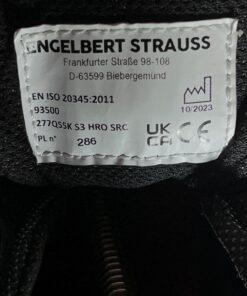 ENGELBERT STRAUSS
Frankfurter Straße 98-108
D-63599 Biebergemünd
EN ISO 20345:2011
93500
10/2023
277QSSK S3 HRO SRC
PL n°
286
UK
CA CE